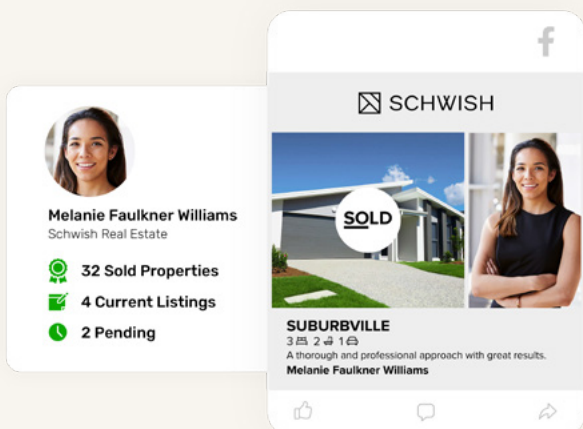 Melanie Faulkner Williams
Schwish Real Estate
32 Sold Properties
4 Current Listings
2 Pending
SCHWISH
SOLD
SUBURBVILLE
3 2 1
A thorough and professional approach with great results.
Melanie Faulkner Williams